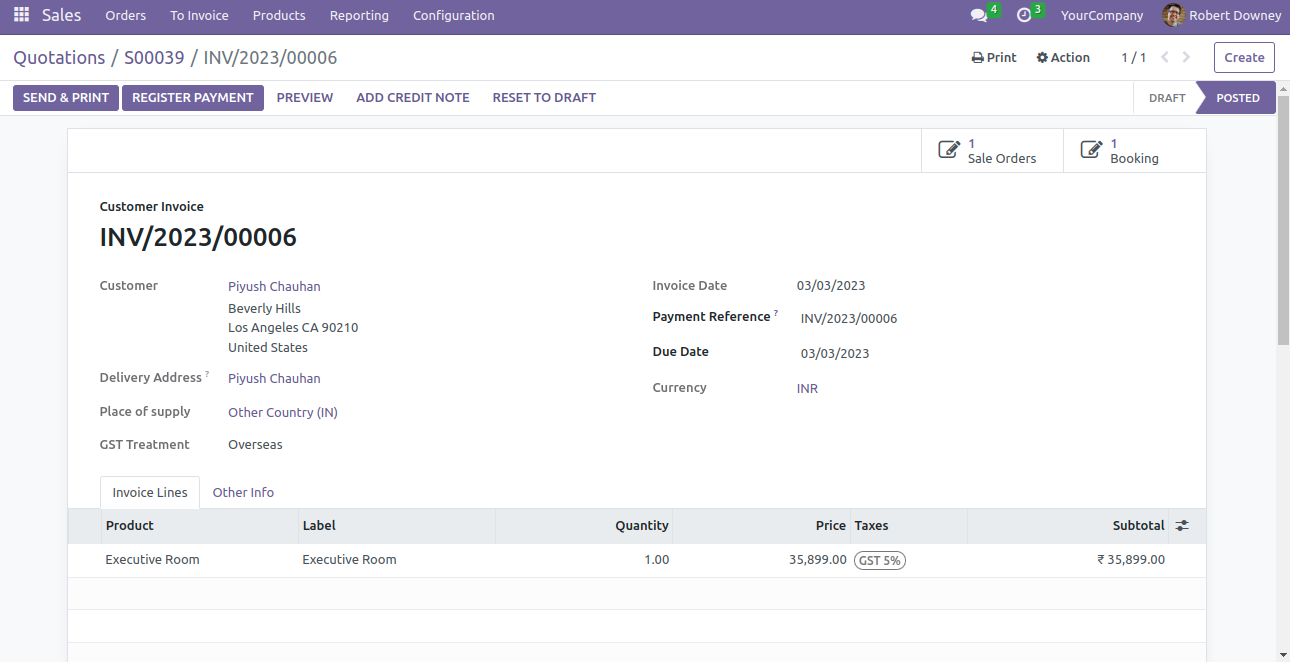 Sales Orders To Invoice Products Reporting Configuration 4 3 YourCompany Robert Downey
Quotations / S00039 / INV/2023/00006 Print Action 1 / 1 Create
SEND & PRINT REGISTER PAYMENT PREVIEW ADD CREDIT NOTE RESET TO DRAFT DRAFT POSTED
1 Sale Orders
1 Booking
Customer Invoice
INV/2023/00006
Customer Piyush Chauhan
Beverly Hills
Los Angeles CA 90210
United States
Delivery Address ? Piyush Chauhan
Place of supply Other Country (IN)
GST Treatment Overseas
Invoice Date 03/03/2023
Payment Reference ? INV/2023/00006
Due Date 03/03/2023
Currency INR
Invoice Lines Other Info
Product Label Quantity Price Taxes Subtotal
Executive Room Executive Room 1.00 35,899.00 GST 5% ₹ 35,899.00